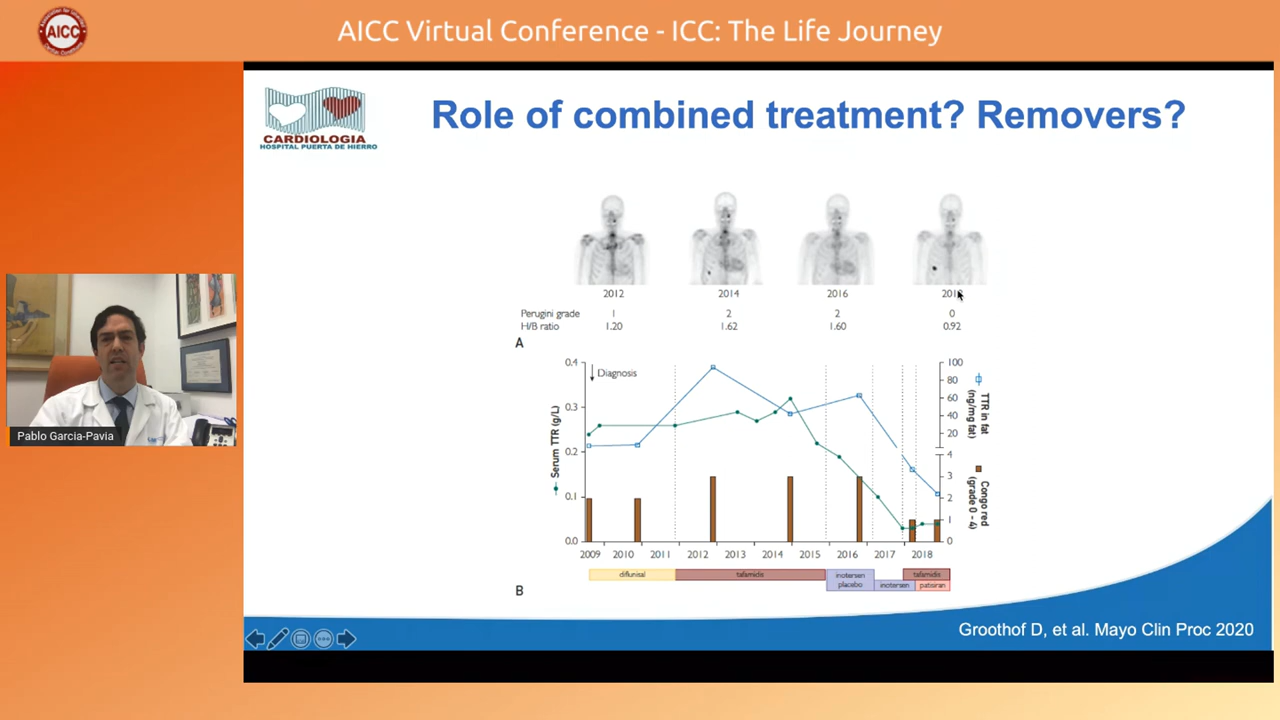 AICC Virtual Conference - ICC: The Life Journey
AICC
CARDIOLOGIA
HOSPITAL PUERTA DE HIERRO
Role of combined treatment? Removers?
2012 2014 2016
Perugini grade 1 2 2 0
H/B ratio 1.20 1.62 1.60 0.92
A
Diagnosis
Serum TTR (g/L)
0.4
0.3
0.2
0.1
0.0
100
80
60
40
20
4
3
2
1
0
TTR in fat
(ng/mg fat)
Congo red
(grade 0 - 4)
2009 2010 2011 2012 2013 2014 2015 2016 2017 2018
diflunisal tafamidis inotersen placebo inotersen tafamidis patisiran
B
Groothof D, et al. Mayo Clin Proc 2020
Pablo Garcia-Pavia